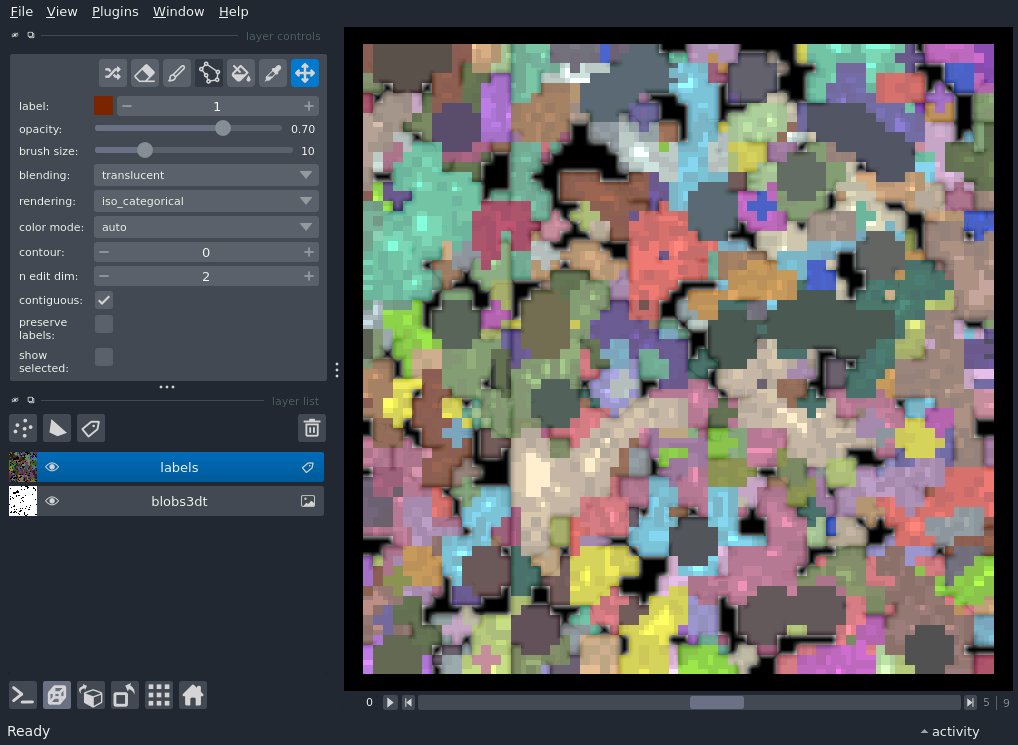 File View Plugins Window Help
layer controls
label: 1
opacity: 0.70
brush size: 10
blending: translucent
rendering: iso_categorical
color mode: auto
contour: 0
n edit dim: 2
contiguous:
preserve
labels:
show
selected:
layer list
labels
blobs3dt
0 5 9
Ready activity